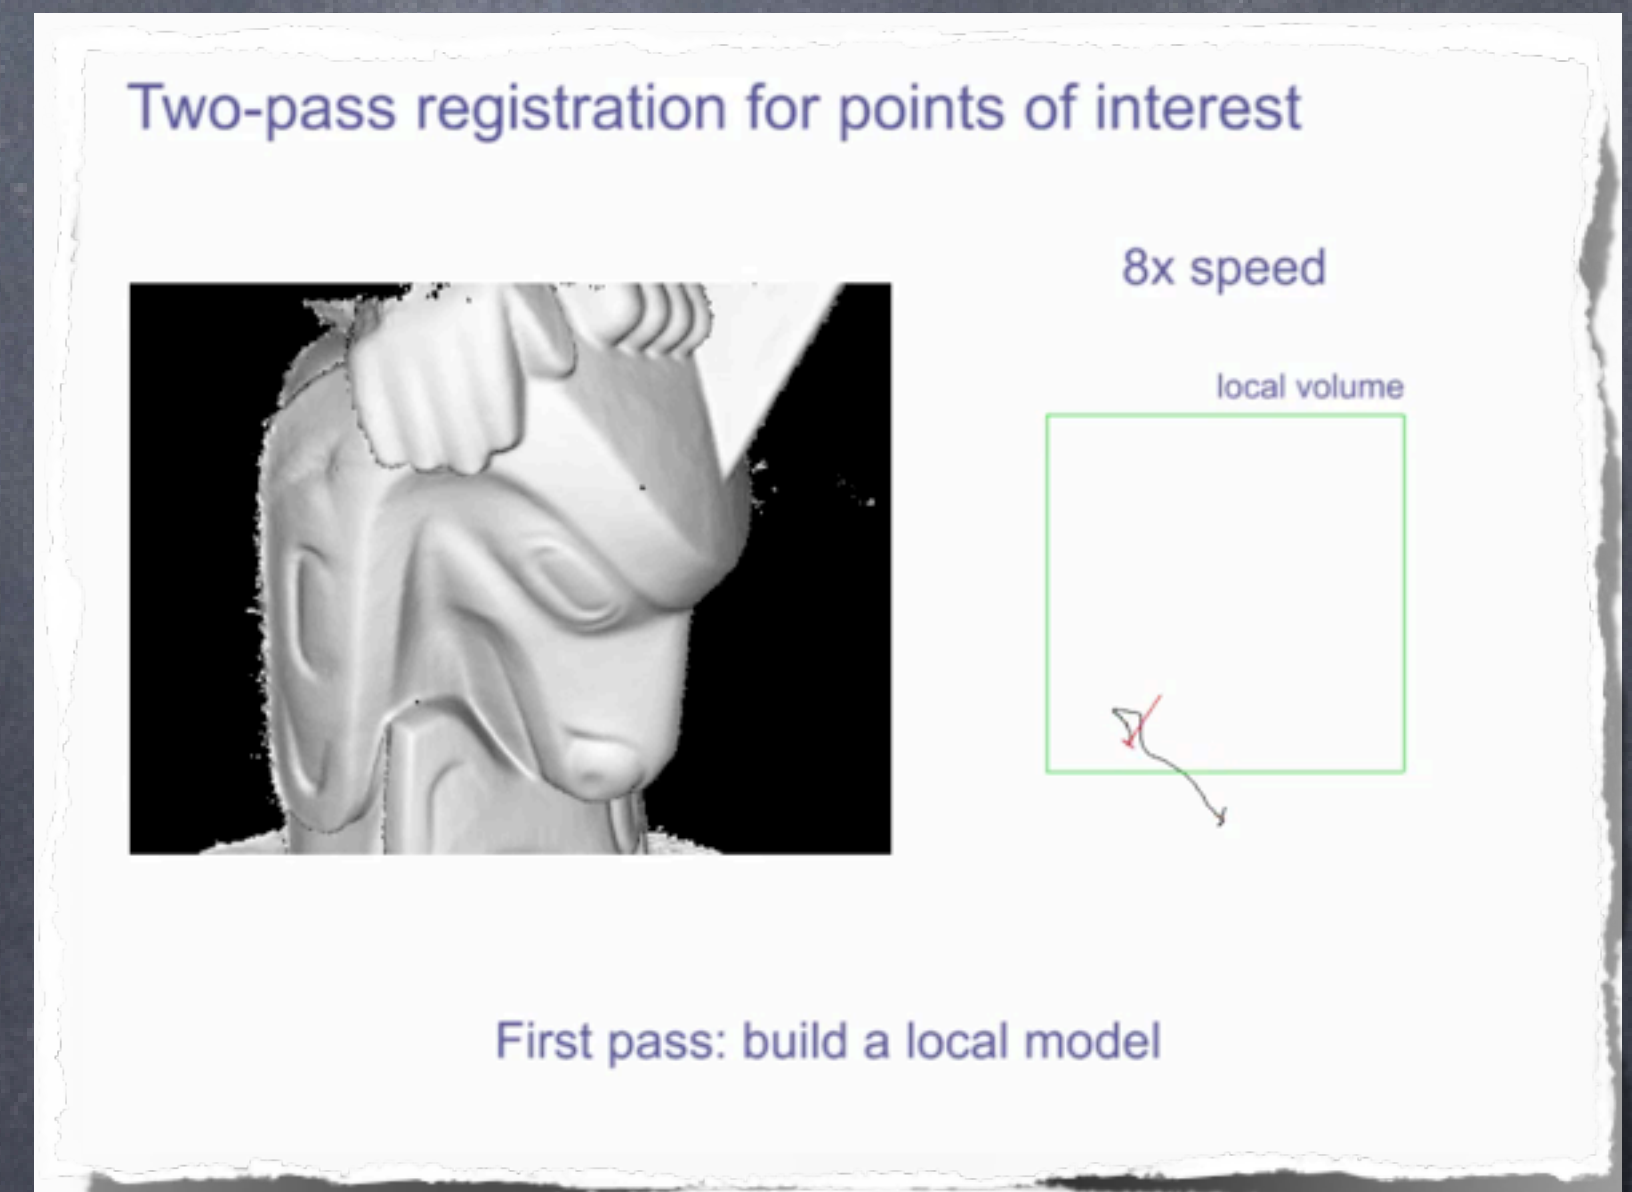 Two-pass registration for points of interest
8x speed
local volume
First pass: build a local model